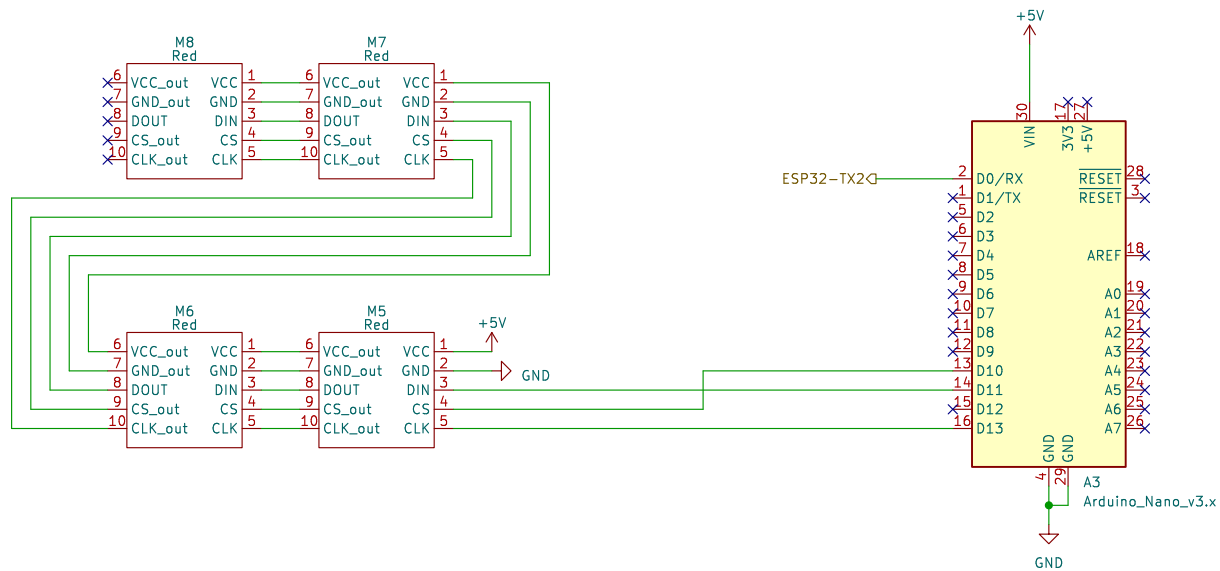 M8
Red
6 VCC_out VCC 1
7 GND_out GND 2
8 DOUT DIN 3
9 CS_out CS 4
10 CLK_out CLK 5
M7
Red
6 VCC_out VCC 1
7 GND_out GND 2
8 DOUT DIN 3
9 CS_out CS 4
10 CLK_out CLK 5
M6
Red
6 VCC_out VCC 1
7 GND_out GND 2
8 DOUT DIN 3
9 CS_out CS 4
10 CLK_out CLK 5
M5
Red
6 VCC_out VCC 1
7 GND_out GND 2
8 DOUT DIN 3
9 CS_out CS 4
10 CLK_out CLK 5
+5V
GND
ESP32-TX2
+5V
30 VIN
17 3V3
27 +5V
2 D0/RX
1 D1/TX
5 D2
6 D3
7 D4
8 D5
9 D6
10 D7
11 D8
12 D9
13 D10
14 D11
15 D12
16 D13
RESET 28
RESET 3
AREF 18
A0 19
A1 20
A2 21
A3 22
A4 23
A5 24
A6 25
A7 26
GND 4
GND 29
A3
Arduino_Nano_v3.x
GND